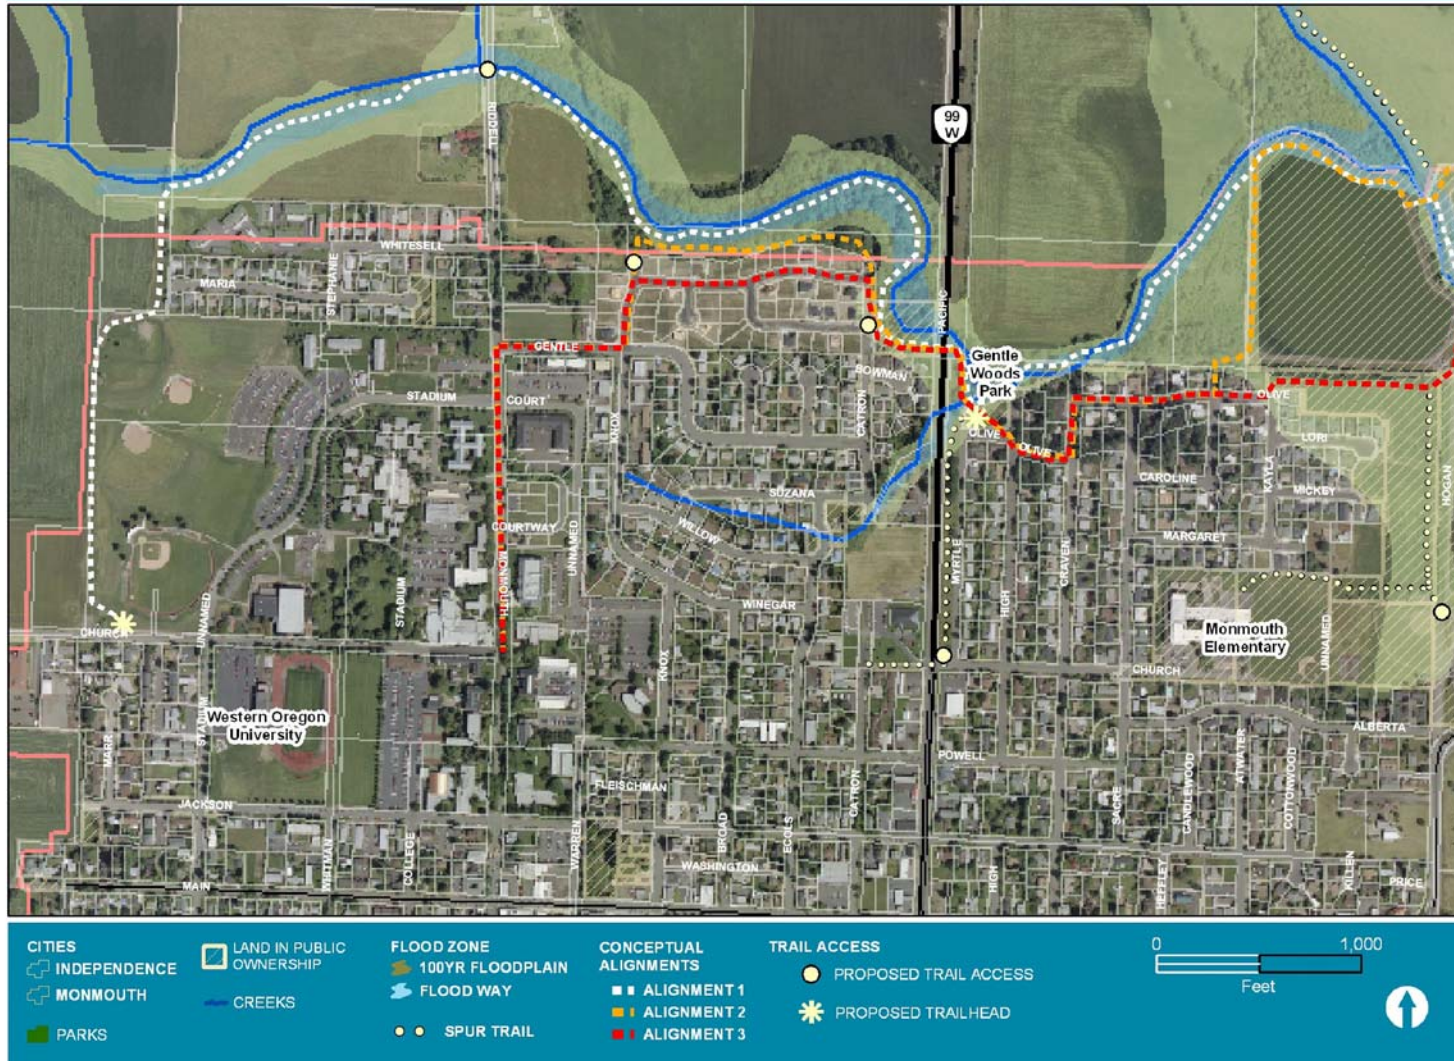 RIDDELL
99
W
WHITESELL
STEPHANIE
MARIA
PACIFIC
GENTLE
Gentle
Woods
Park
BOWMAN
STADIUM
COURT
KNOX
CATRON
OLIVE
OLIVE
OLIVE
LORI
KAYLA
MICKEY
HOGAN
CAROLINE
SUZANA
COURTWAY
WILLOW
UNNAMED
MARGARET
MYRTLE
HIGH
CRAVEN
MONMOUTH
STADIUM
WINEGAR
CHURCH
UNNAMED
Monmouth
Elementary
UNNAMED
KNOX
CHURCH
Western Oregon
University
MARR
STADIUM
ALBERTA
POWELL
FLEISCHMAN
CATRON
SACRE
CANDLEWOOD
ATWATER
COTTONWOOD
JACKSON
WARREN
BROAD
ECOLS
WASHINGTON
MAIN
WHITMAN
COLLEGE
HIGH
HEFFLEY
KILLEN
PRICE
CITIES
INDEPENDENCE
MONMOUTH
PARKS
LAND IN PUBLIC
OWNERSHIP
CREEKS
FLOOD ZONE
100YR FLOODPLAIN
FLOOD WAY
SPUR TRAIL
CONCEPTUAL
ALIGNMENTS
ALIGNMENT 1
ALIGNMENT 2
ALIGNMENT 3
TRAIL ACCESS
PROPOSED TRAIL ACCESS
PROPOSED TRAILHEAD
0 1,000
Feet